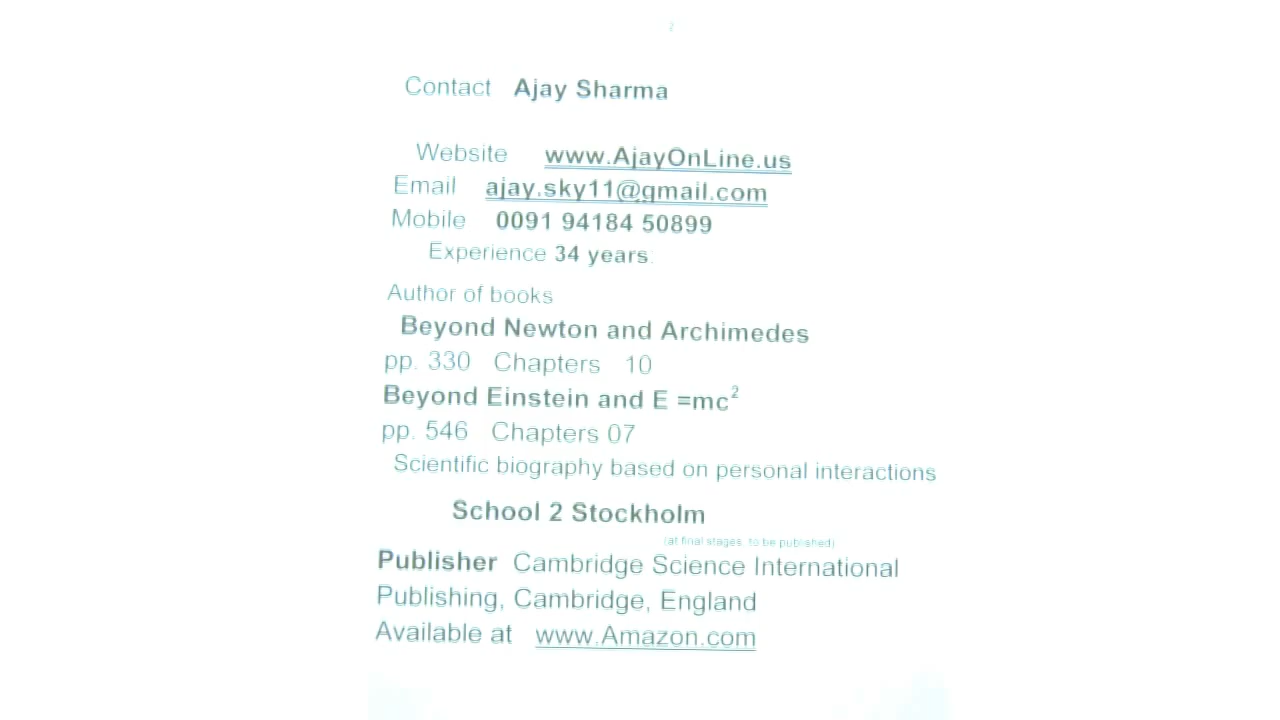 2
Contact Ajay Sharma
Website www.AjayOnLine.us
Email ajay.sky11@gmail.com
Mobile 0091 94184 50899
Experience 34 years.
Author of books
Beyond Newton and Archimedes
pp. 330 Chapters 10
Beyond Einstein and E =mc²
pp. 546 Chapters 07
Scientific biography based on personal interactions
School 2 Stockholm
(at final stages to be published)
Publisher Cambridge Science International
Publishing, Cambridge, England
Available at www.Amazon.com